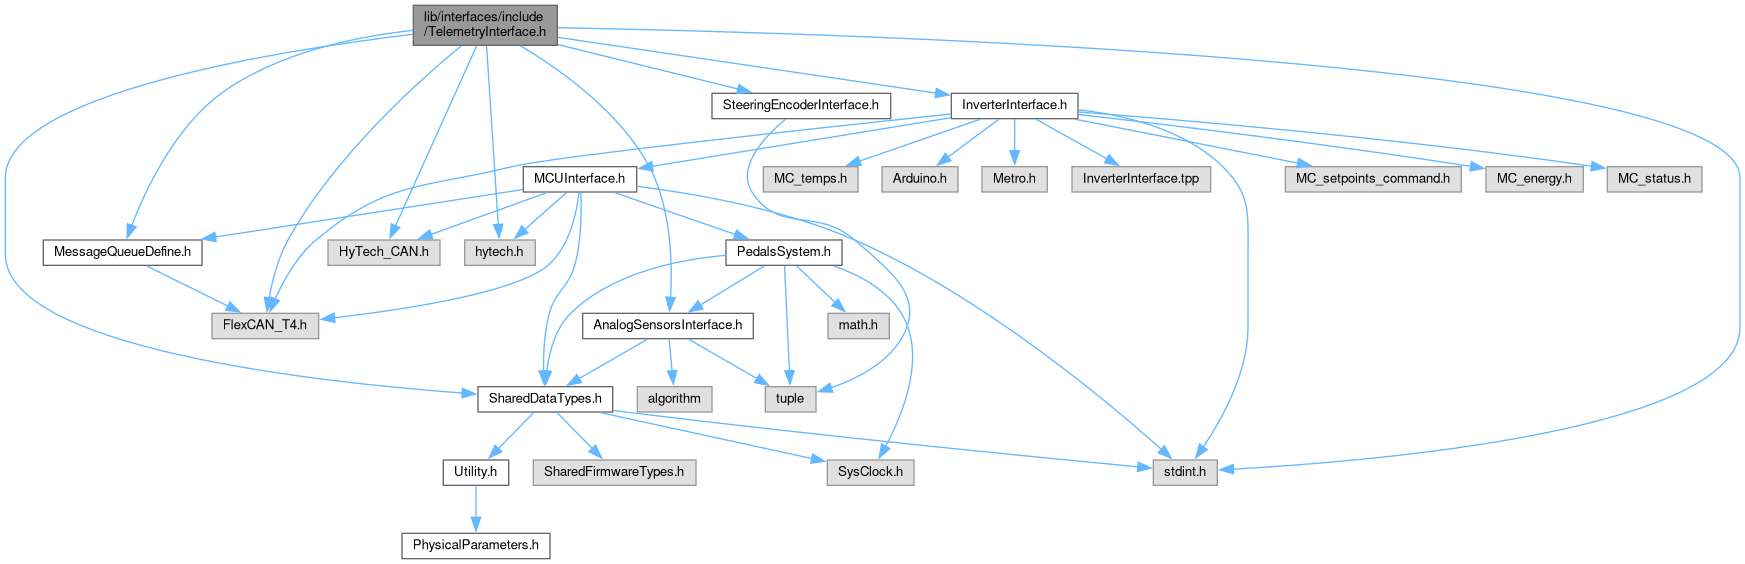 lib/interfaces/include
/TelemetryInterface.h
SteeringEncoderInterface.h
InverterInterface.h
MCUInterface.h
MC_temps.h
Arduino.h
Metro.h
InverterInterface.tpp
MC_setpoints_command.h
MC_energy.h
MC_status.h
MessageQueueDefine.h
HyTech_CAN.h
hytech.h
PedalsSystem.h
FlexCAN_T4.h
AnalogSensorsInterface.h
math.h
SharedDataTypes.h
algorithm
tuple
Utility.h
SharedFirmwareTypes.h
SysClock.h
stdint.h
PhysicalParameters.h